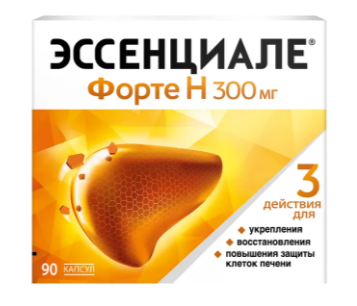 ЭССЕНЦИАЛЕ®
Форте Н 300 мг
3
действия для
укрепления
восстановления
повышения защиты
клеток печени
90 КАПСУЛ